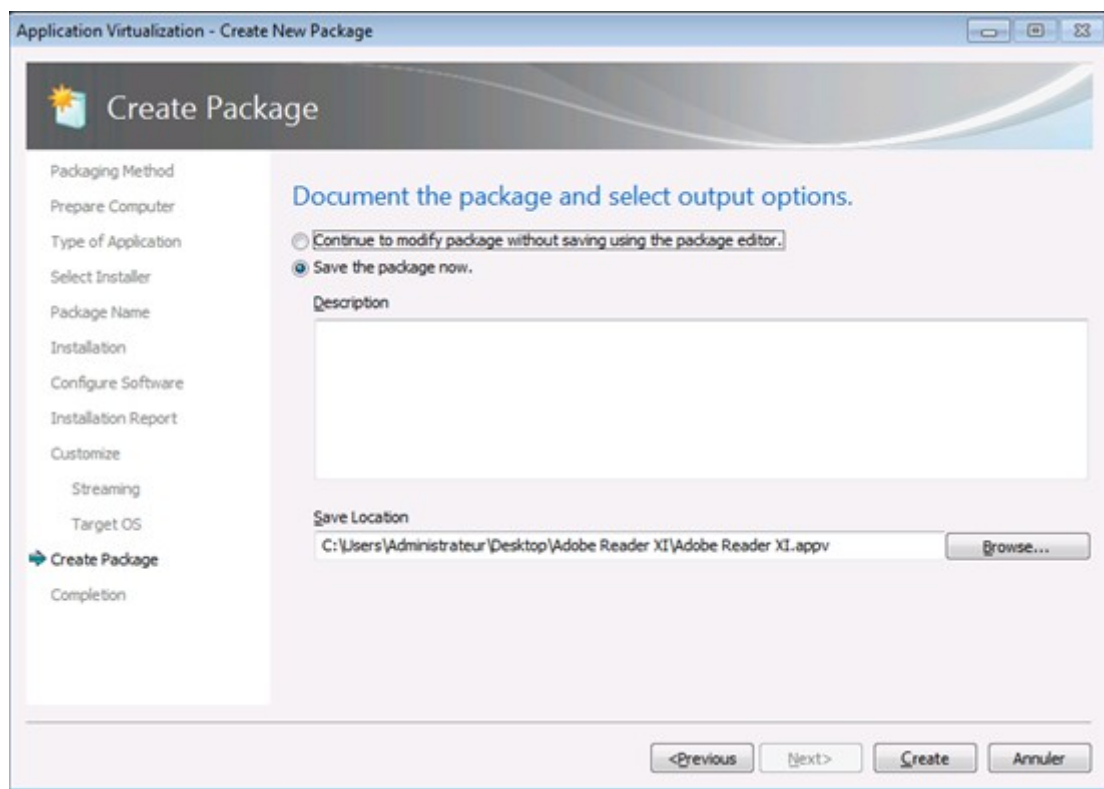 Application Virtualization - Create New Package
Create Package
Packaging Method
Prepare Computer
Type of Application
Select Installer
Package Name
Installation
Configure Software
Installation Report
Customize
Streaming
Target OS
Create Package
Completion
Document the package and select output options.
Continue to modify package without saving using the package editor.
Save the package now.
Description
Save Location
C:\Users\Administrateur\Desktop\Adobe Reader XI\Adobe Reader XI.appv
Browse...
<Previous
Next>
Create
Annuler